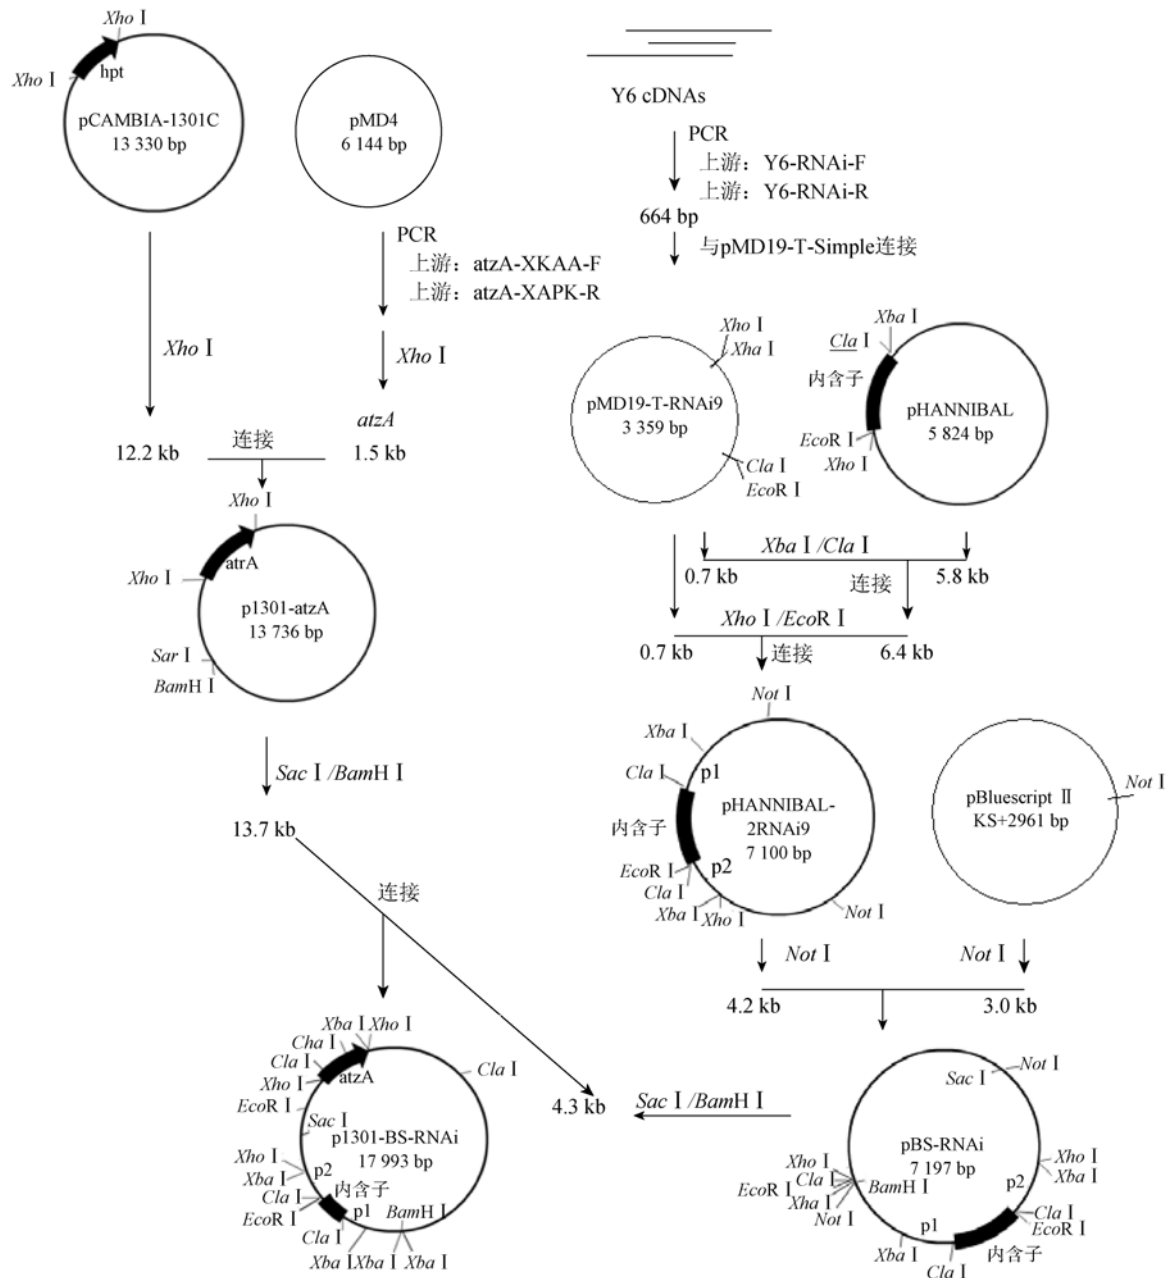 Xho I
Xho I
hpt
pCAMBIA-1301C
13 330 bp
pMD4
6 144 bp
Y6 cDNAs
PCR
上游：Y6-RNAi-F
上游：Y6-RNAi-R
664 bp
与pMD19-T-Simple连接
PCR
上游：atzA-XKAA-F
上游：atzA-XAPK-R
Xho I
Xho I
atzA
12.2 kb
连接
1.5 kb
Xho I
Xha I
pMD19-T-RNAi9
3 359 bp
Cla I
EcoR I
Xba I
Cla I
内含子
pHANNIBAL
5 824 bp
EcoR I
Xho I
Xba I /Cla I
0.7 kb
连接
5.8 kb
Xho I /EcoR I
0.7 kb
连接
6.4 kb
Xho I
atrA
Xho I
p1301-atzA
13 736 bp
Sar I
BamH I
Sac I /BamH I
13.7 kb
连接
Not I
Xba I
p1
Cla I
内含子
pHANNIBAL-
2RNAi9
7 100 bp
EcoR I
p2
Cla I
Xba I
Xho I
Not I
pBluescript II
KS+2961 bp
Not I
Not I
Not I
4.2 kb
3.0 kb
Xba I
Xho I
Cha I
Cla I
atzA
Xho I
EcoR I
Sac I
Cla I
p1301-BS-RNAi
17 993 bp
Xho I
p2
Xba I
内含子
Cla I
p1
BamH I
EcoR I
Cla I
Xba I
Xba I
Xba I
4.3 kb
Sac I /BamH I
Not I
Sac I
pBS-RNAi
7 197 bp
Xho I
Cla I
EcoR I
BamH I
Xha I
Not I
Xho I
Xba I
p2
p1
Cla I
EcoR I
内含子
Xba I
Cla I